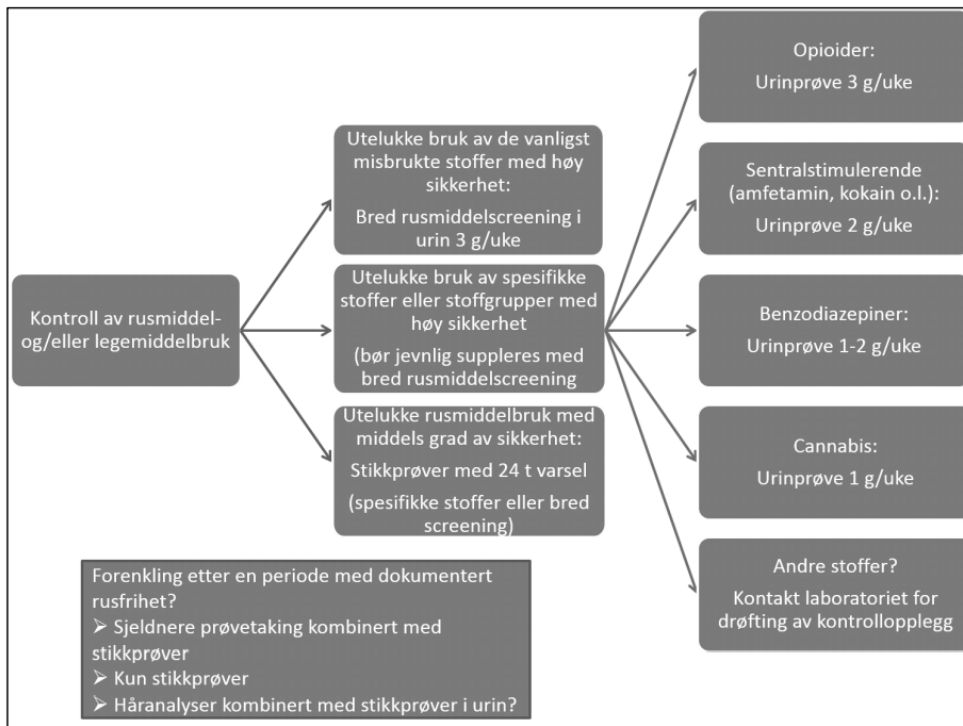 Kontroll av rusmiddel-
og/eller legemiddelbruk
Utelukke bruk av de vanligst
misbrukte stoffer med høy
sikkerhet:
Bred rusmiddelscreening i
urin 3 g/uke
Utelukke bruk av spesifikke
stoffer eller stoffgrupper med
høy sikkerhet
(bør jevnlig suppleres med
bred rusmiddelscreening
Utelukke rusmiddelbruk med
middels grad av sikkerhet:
Stikkprøver med 24 t varsel
(spesifikke stoffer eller bred
screening)
Opioider:
Urinprøve 3 g/uke
Sentralstimulerende
(amfetamin, kokain o.l.):
Urinprøve 2 g/uke
Benzodiazepiner:
Urinprøve 1-2 g/uke
Cannabis:
Urinprøve 1 g/uke
Andre stoffer?
Kontakt laboratoriet for
drøfting av kontrollopplegg
Forenkling etter en periode med dokumentert
rusfrihet?
➢ Sjeldnere prøvetaking kombinert med
stikkprøver
➢ Kun stikkprøver
➢ Håranalyser kombinert med stikkprøver i urin?